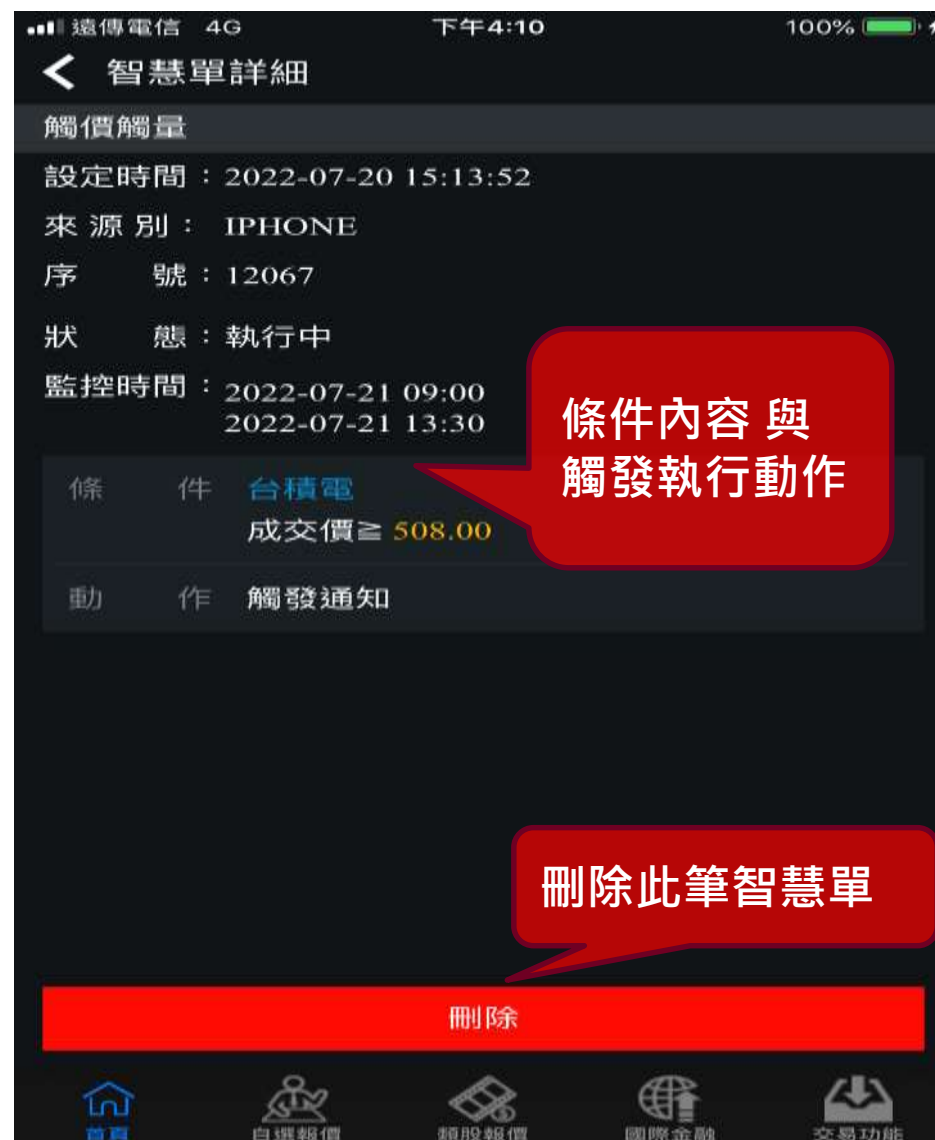 遠傳電信 4G 下午4:10 100%
智慧單詳細
觸價觸量
設定時間：2022-07-20 15:13:52
來源別： IPHONE
序 號：12067
狀 態：執行中
監控時間：2022-07-21 09:00
2022-07-21 13:30
條件內容 與
觸發執行動作
條 件 台積電
成交價≧ 508.00
動 作 觸發通知
刪除此筆智慧單
刪除
首頁 自選報價 類股報價 國際金融 交易功能